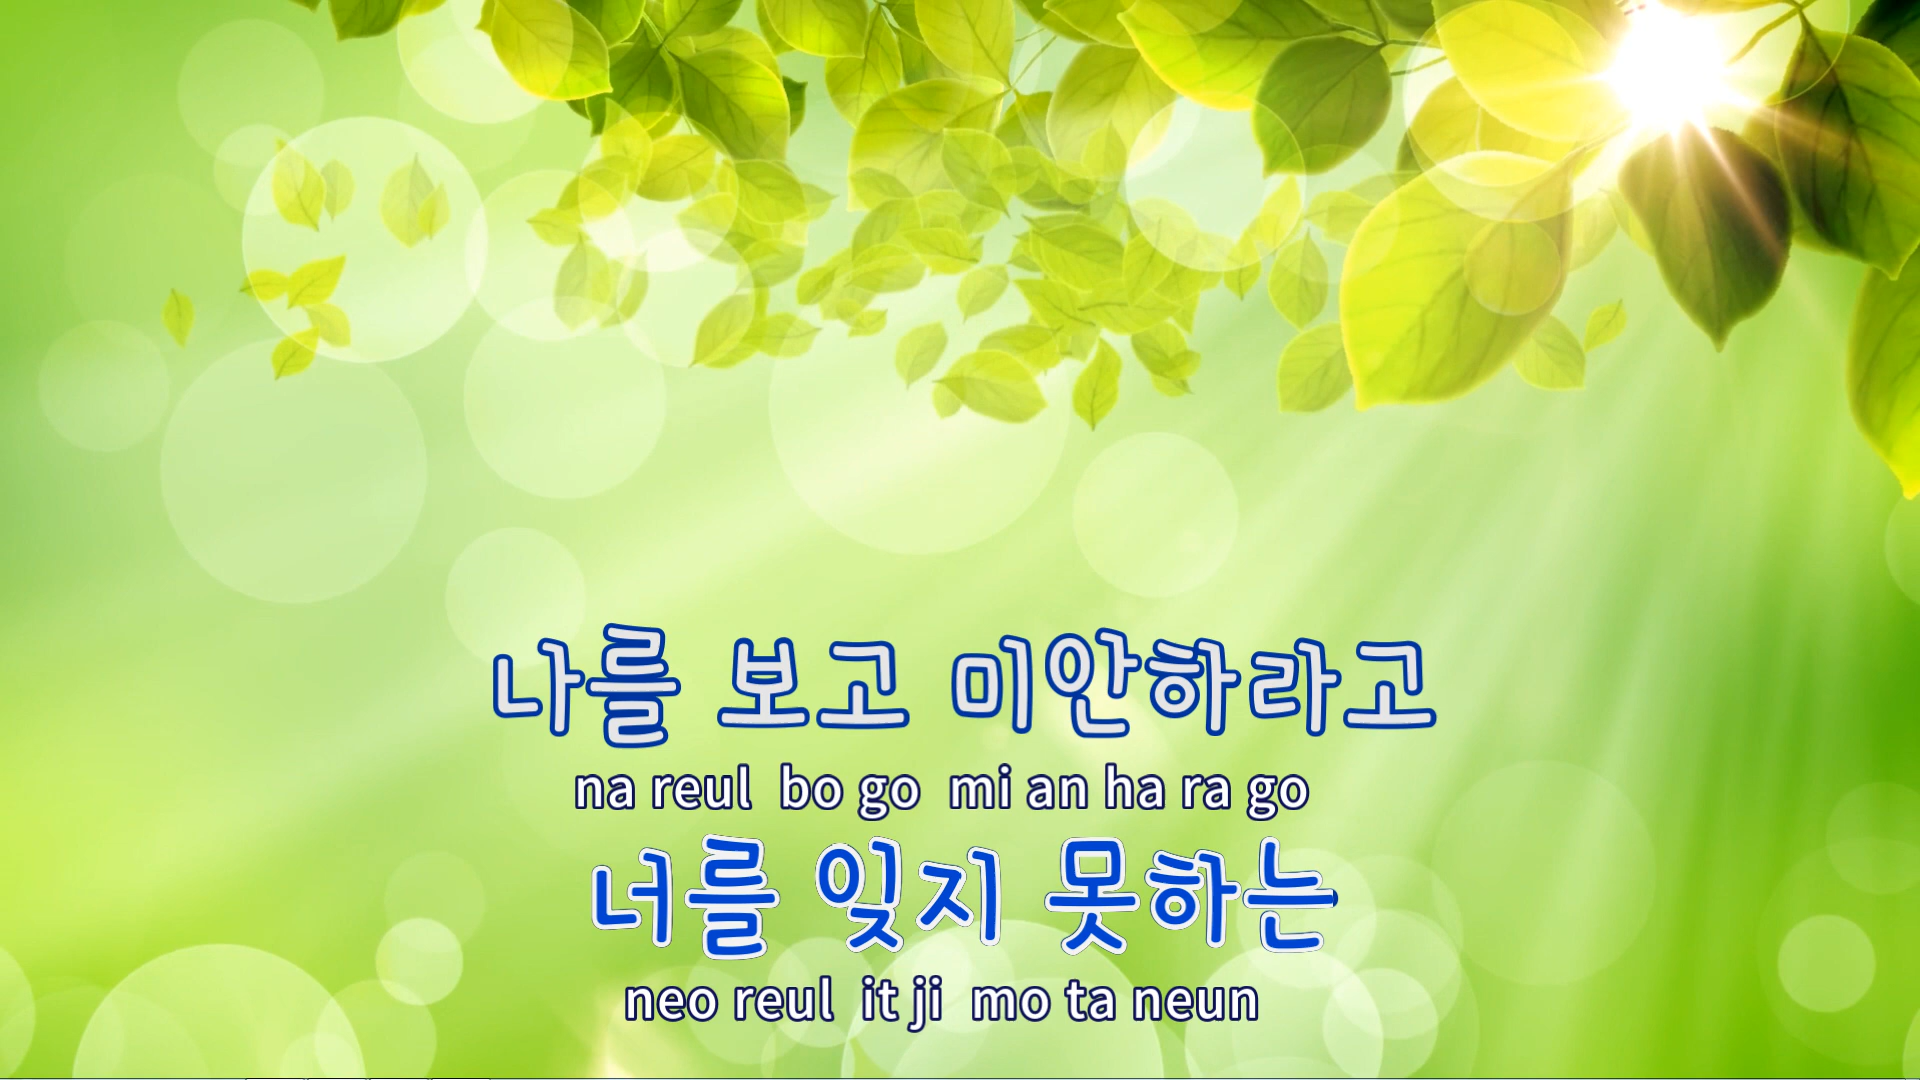 나를 보고 미안하라고
na reul bo go mi an ha ra go
너를 잊지 못하는
neo reul it ji mo ta neun